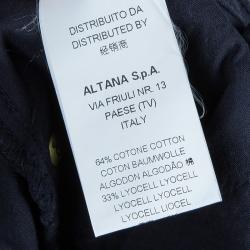 DISTRIBUITO DA
DISTRIBUTED BY
经销商
ALTANA S.p.A.
VIA FRIULI NR. 13
PAESE (TV)
ITALY
64% COTONE COTTON
COTON BAUMWOLLE
ALGODON ALGODÃO 棉
33% LYOCELL LYOCELL
LYOCELL LYOCELL
LYOCELL LIOCEL